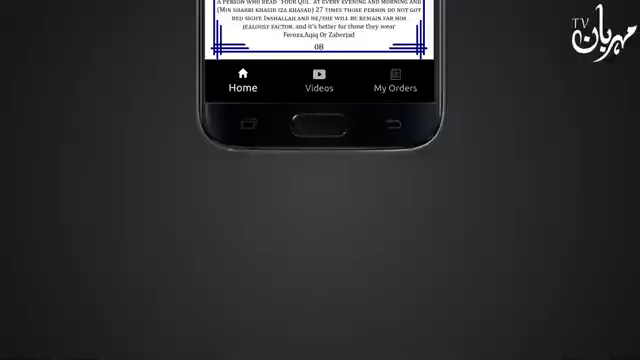 A PERSON WHO READ "FOUR QUL" AT EVERY EVENING AND MORNING AND
(MIN SHARRI KHASID IZA KHASAD) 27 TIMES THOSE PERSON DO NOT GOT
BED SIGHT. INSHALLAH AND HE/SHE WILL BE REMAIN FAR HIM
JEALOUSLY FACTOR. and it's better for those they wear
Feroza,Aqiq Or Zaberjad
08
Home
Videos
My Orders
TV
مہربان